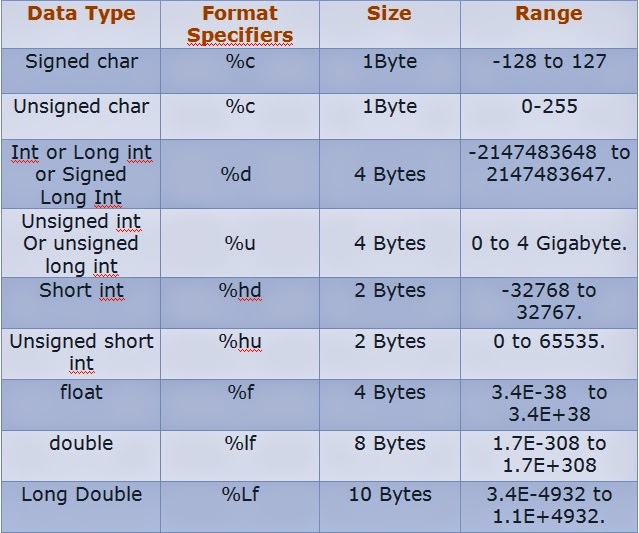 Data Type
Format
Specifiers
Size
Range
Signed char
%c
1Byte
-128 to 127
Unsigned char
%c
1Byte
0-255
Int or Long int
or Signed
Long Int
%d
4 Bytes
-2147483648 to
2147483647.
Unsigned int
Or unsigned
long int
%u
4 Bytes
0 to 4 Gigabyte.
Short int
%hd
2 Bytes
-32768 to
32767.
Unsigned short
int
%hu
2 Bytes
0 to 65535.
float
%f
4 Bytes
3.4E-38 to
3.4E+38
double
%lf
8 Bytes
1.7E-308 to
1.7E+308
Long Double
%Lf
10 Bytes
3.4E-4932 to
1.1E+4932.